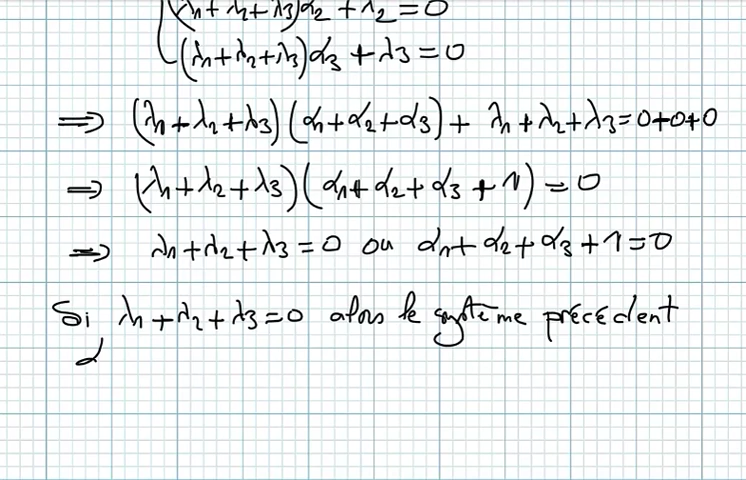 (λ1+λ2+λ3)α2+λ2=0
(λ1+λ2+λ3)α3+λ3=0
⟹ (λ1+λ2+λ3)(α1+α2+α3)+ λ1+λ2+λ3=0+0+0
⟹ (λ1+λ2+λ3)(α1+α2+α3+1)=0
⟹ λ1+λ2+λ3=0 ou α1+α2+α3+1=0
Si λ1+λ2+λ3=0 alors le système précédent